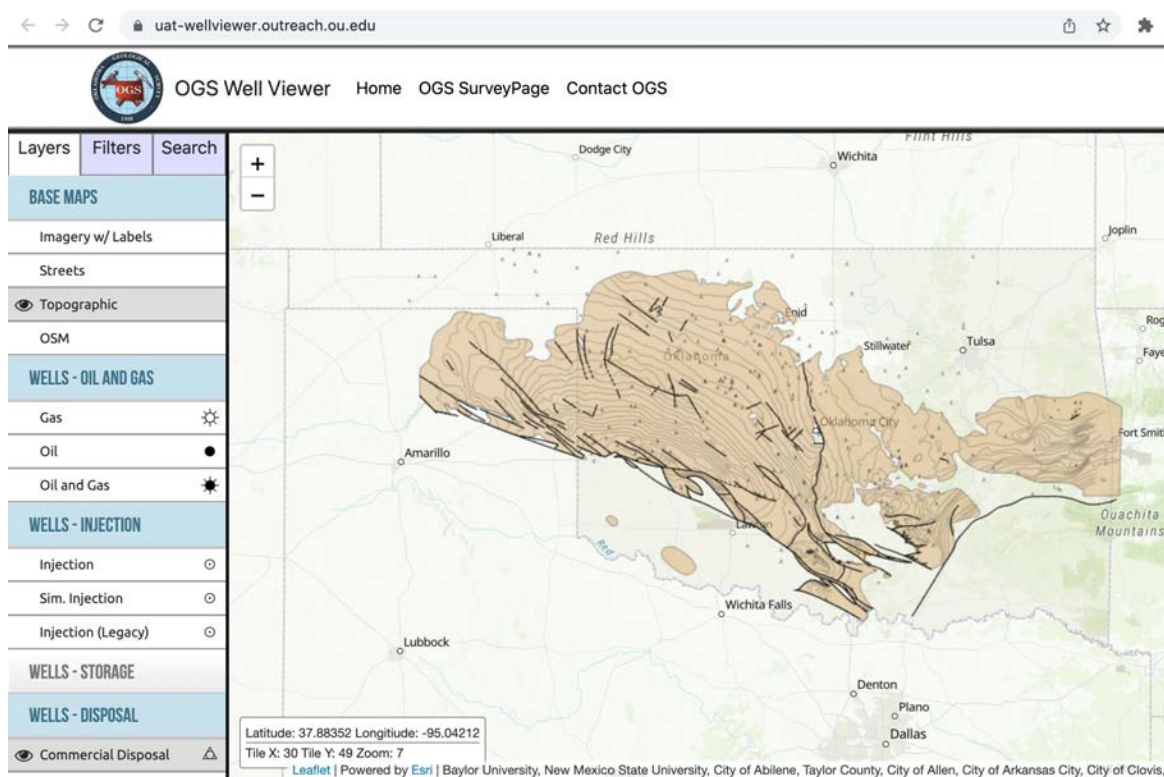 uat-wellviewer.outreach.ou.edu
OGS
OGS Well Viewer Home OGS SurveyPage Contact OGS
Layers Filters Search
BASE MAPS
Imagery w/ Labels
Streets
Topographic
OSM
WELLS - OIL AND GAS
Gas
Oil
Oil and Gas
WELLS - INJECTION
Injection
Sim. Injection
Injection (Legacy)
WELLS - STORAGE
WELLS - DISPOSAL
Commercial Disposal
+
−
Flint Hills
Dodge City
Wichita
Liberal
Red Hills
Joplin
Enid
Rog
Oklahoma
Stillwater
Tulsa
Faye
Oklahoma City
Fort Smit
Amarillo
Ouachita
Mountains
Lawton
Red
Wichita Falls
Lubbock
Denton
Plano
Dallas
Latitude: 37.88352 Longitiude: -95.04212
Tile X: 30 Tile Y: 49 Zoom: 7
Leaflet | Powered by Esri | Baylor University, New Mexico State University, City of Abilene, Taylor County, City of Allen, City of Arkansas City, City of Clovis